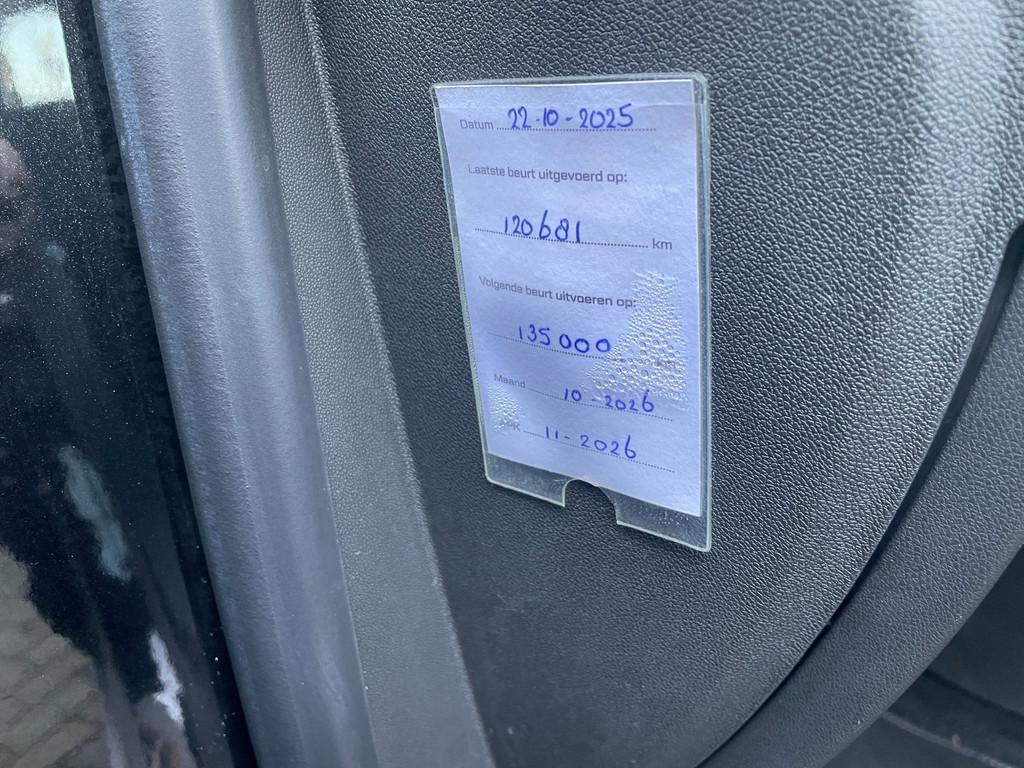 Datum 22-10-2025
Laatste beurt uitgevoerd op:
120681 km
Volgende beurt uitvoeren op:
135000 km
Maand 10-2026
APK 11-2026